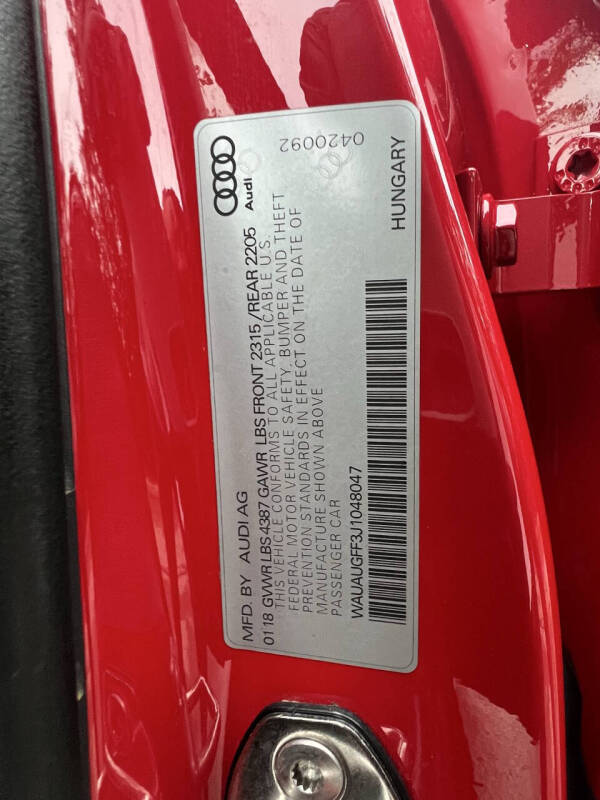 Audi
0420092
MFD. BY AUDI AG
01 18 GVWR LBS 4387 GAWR LBS FRONT 2315/REAR 2205
THIS VEHICLE CONFORMS TO ALL APPLICABLE U.S.
FEDERAL MOTOR VEHICLE SAFETY, BUMPER AND THEFT
PREVENTION STANDARDS IN EFFECT ON THE DATE OF
MANUFACTURE SHOWN ABOVE
PASSENGER CAR
WAUAUGFF3J1048047
HUNGARY